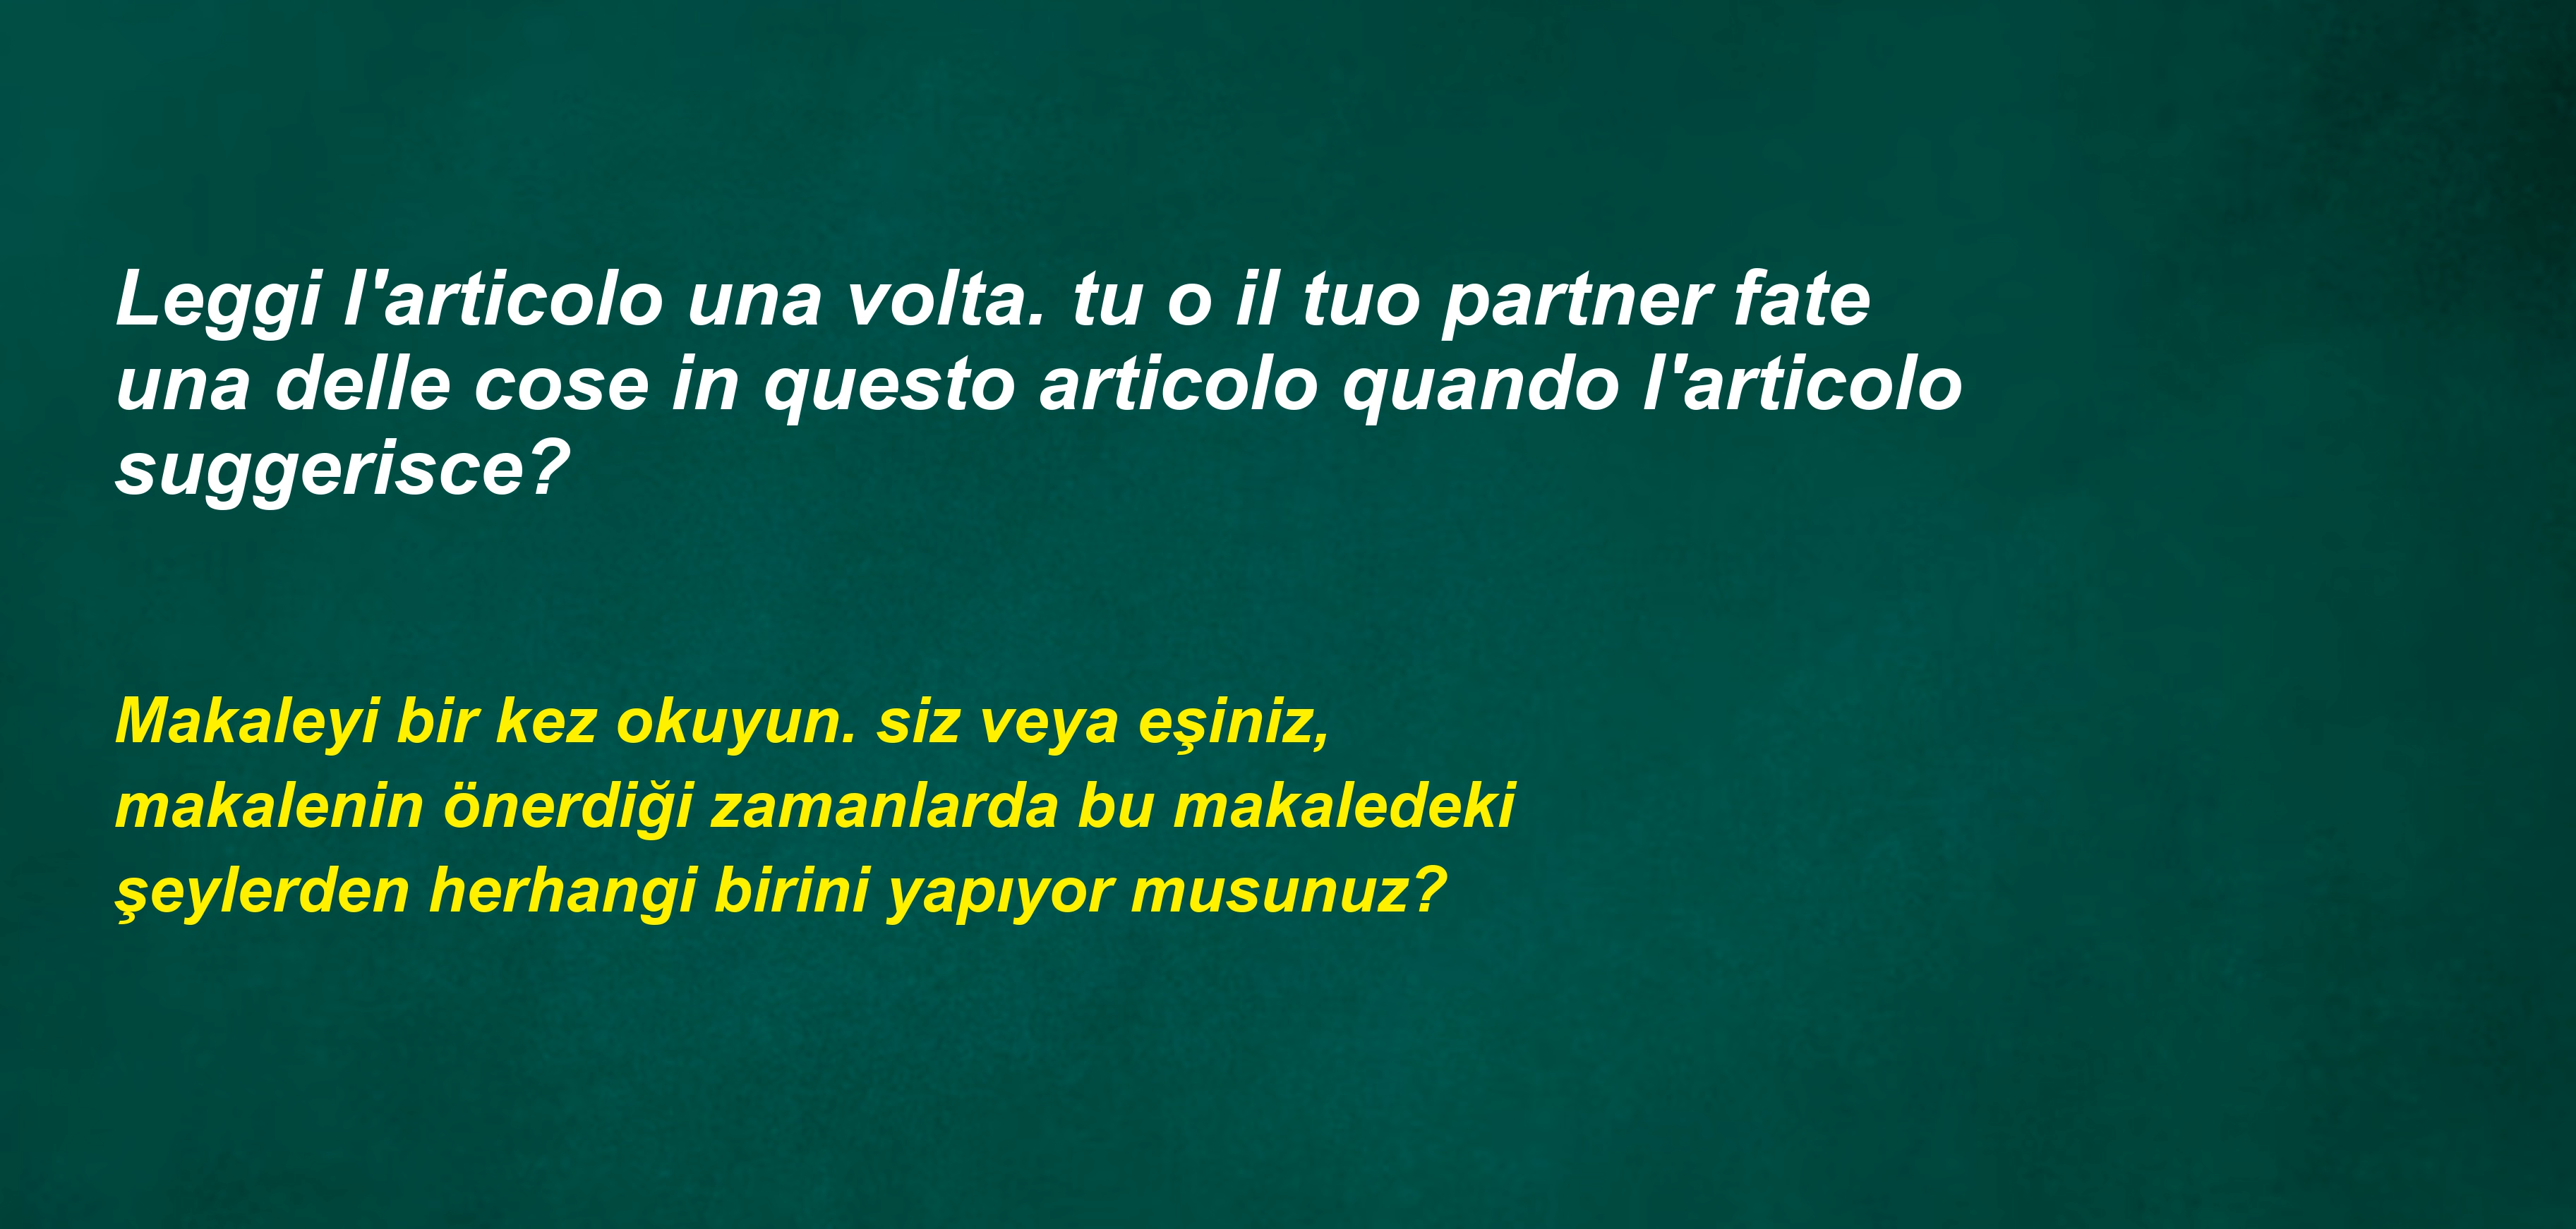 Leggi l'articolo una volta. tu o il tuo partner fate
una delle cose in questo articolo quando l'articolo
suggerisce?
Makaleyi bir kez okuyun. siz veya eşiniz,
makalenin önerdiği zamanlarda bu makaledeki
şeylerden herhangi birini yapıyor musunuz?